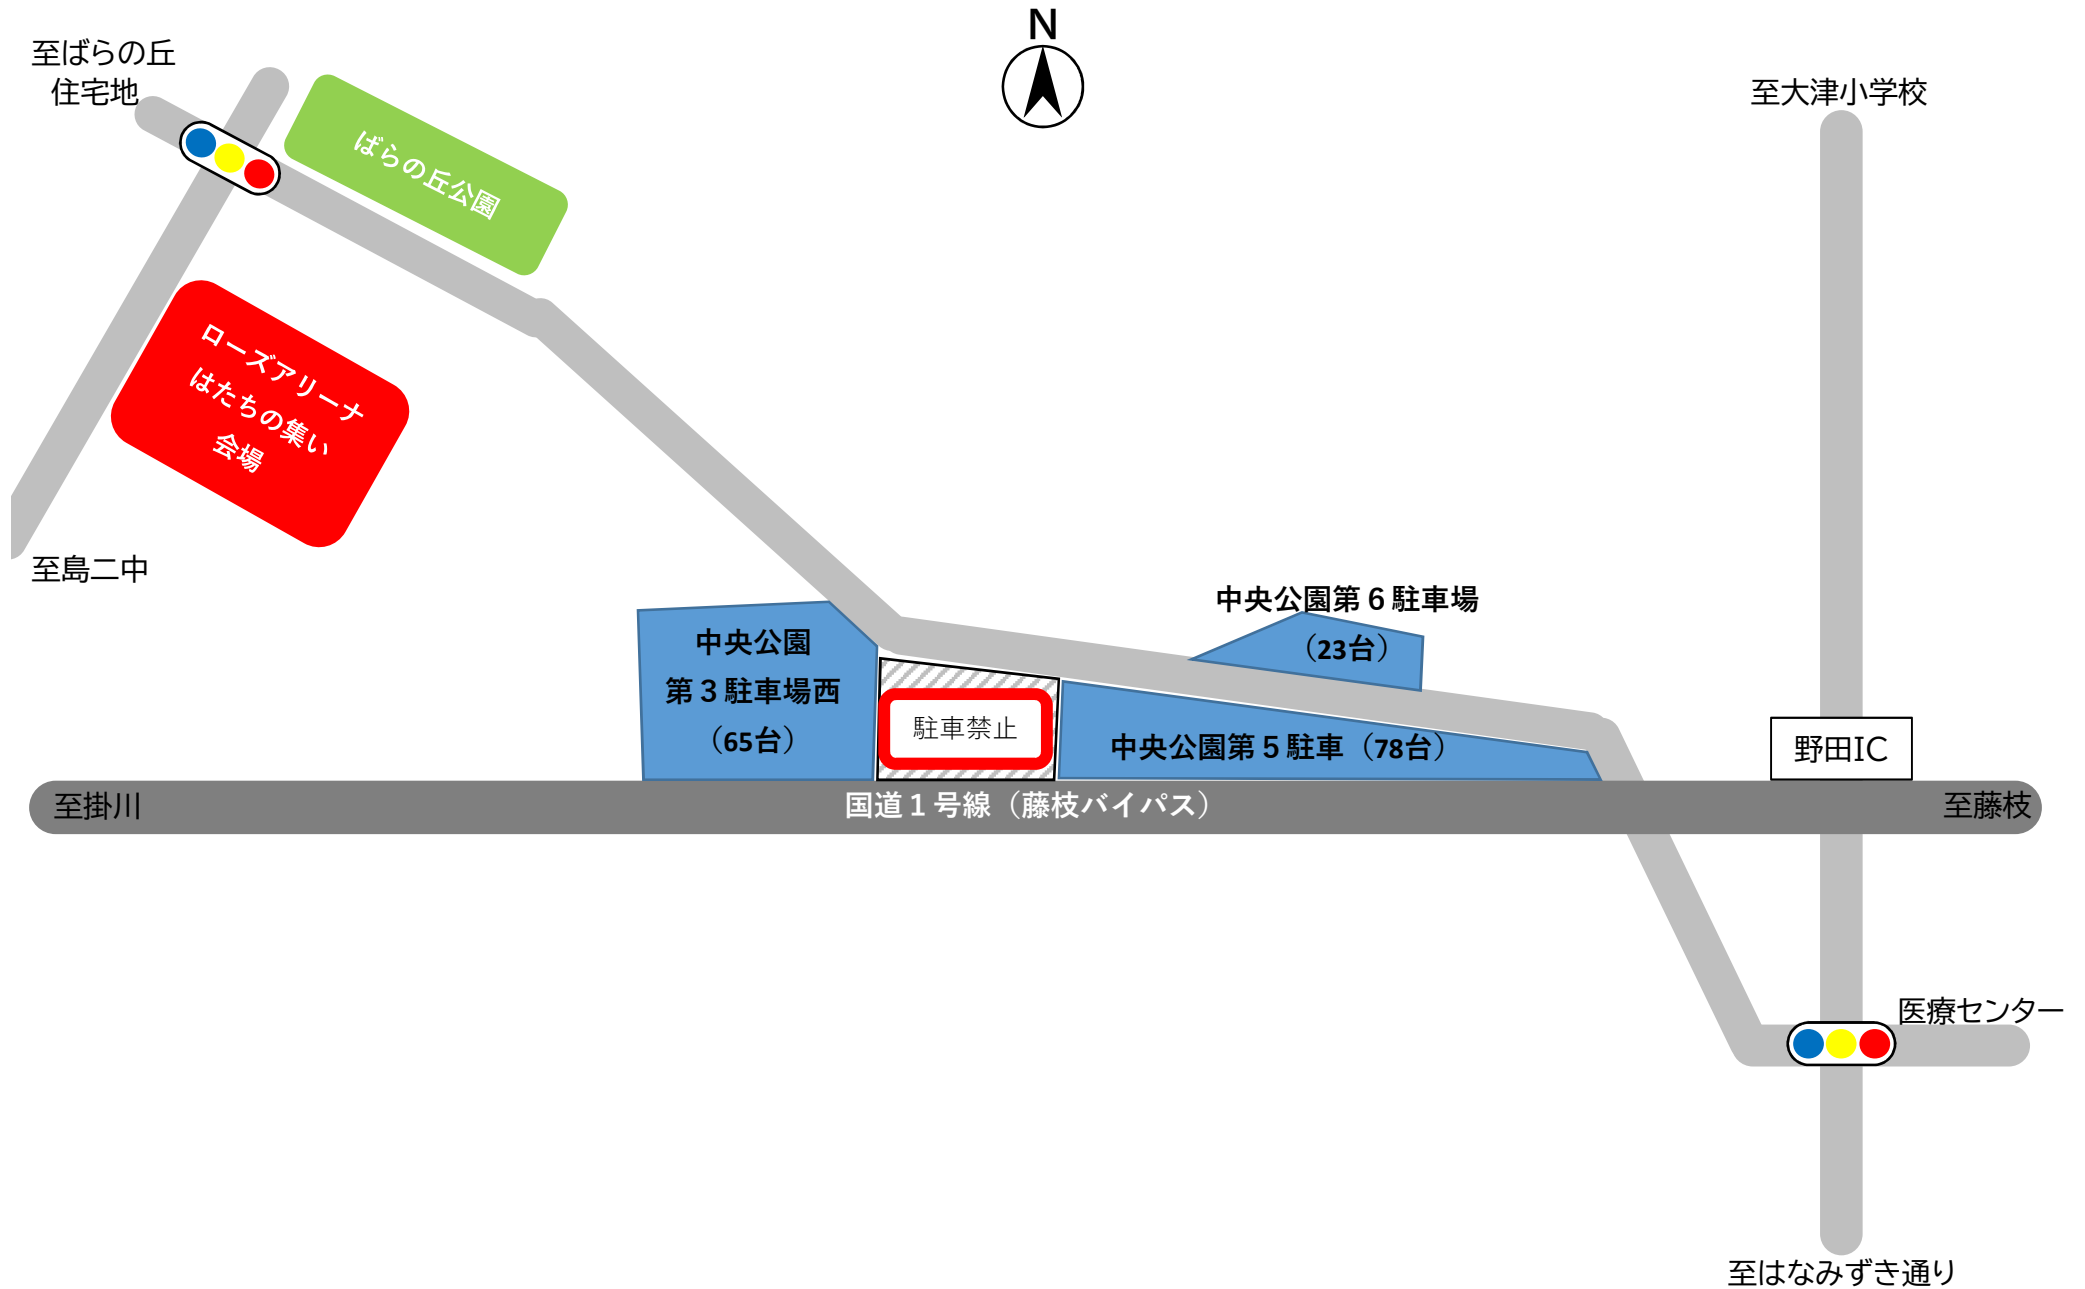 N
至ばらの丘
住宅地
至大津小学校
ばらの丘公園
ローズアリーナ
はたちの集い
会場
至島二中
中央公園第６駐車場
（23台）
中央公園
第３駐車場西
（65台）
駐車禁止
中央公園第５駐車（78台）
野田IC
至掛川
国道１号線（藤枝バイパス）
至藤枝
医療センター
至はなみずき通り